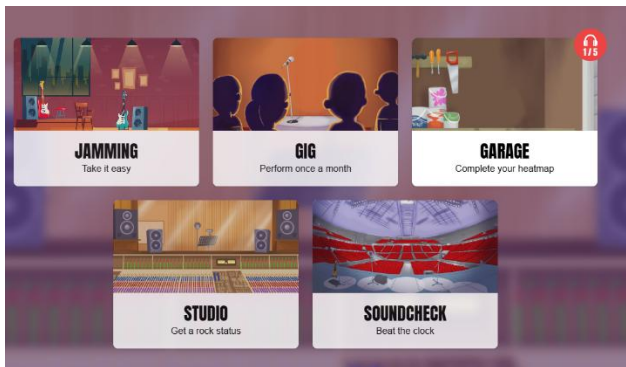 1/5
JAMMING
Take it easy
GIG
Perform once a month
GARAGE
Complete your heatmap
STUDIO
Get a rock status
SOUNDCHECK
Beat the clock